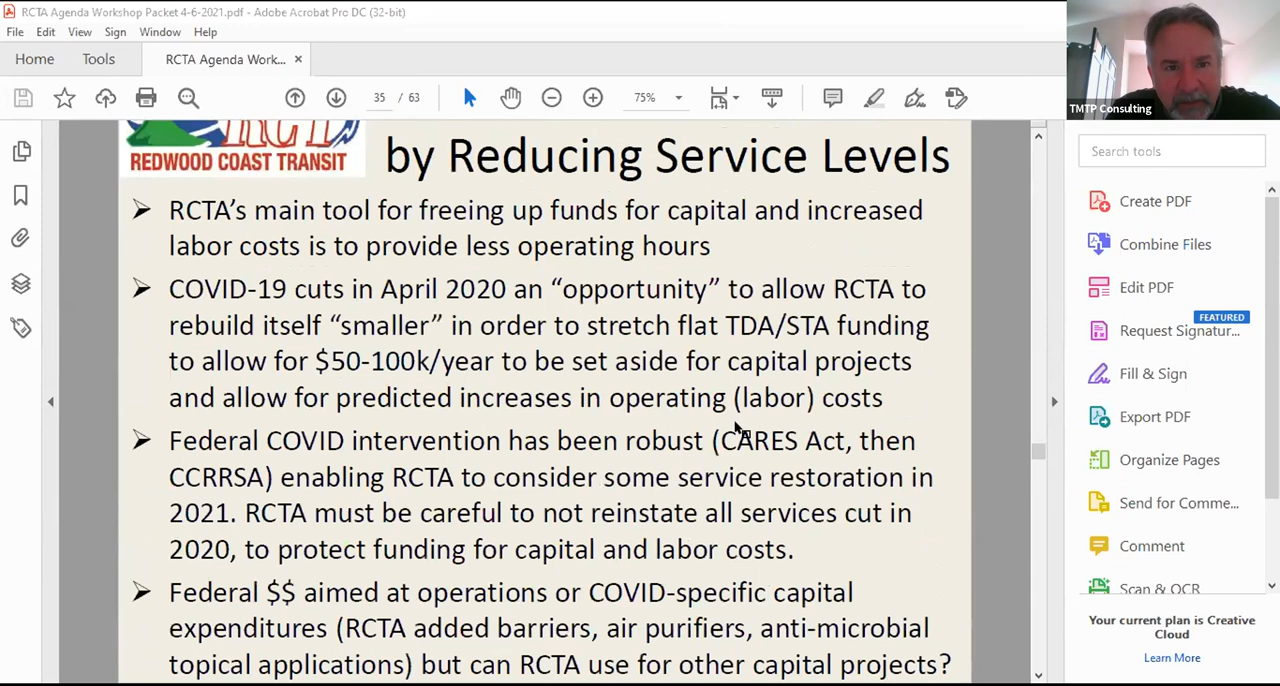 RCTA Agenda Workshop Packet 4-6-2021.pdf - Adobe Acrobat Pro DC (32-bit)
File Edit View Sign Window Help
Home Tools RCTA Agenda Work... ×
35 / 63 75%
TMTP Consulting
REDWOOD COAST TRANSIT
by Reducing Service Levels
➢ RCTA’s main tool for freeing up funds for capital and increased
labor costs is to provide less operating hours
➢ COVID-19 cuts in April 2020 an “opportunity” to allow RCTA to
rebuild itself “smaller” in order to stretch flat TDA/STA funding
to allow for $50-100k/year to be set aside for capital projects
and allow for predicted increases in operating (labor) costs
➢ Federal COVID intervention has been robust (CARES Act, then
CCRRSA) enabling RCTA to consider some service restoration in
2021. RCTA must be careful to not reinstate all services cut in
2020, to protect funding for capital and labor costs.
➢ Federal $$ aimed at operations or COVID-specific capital
expenditures (RCTA added barriers, air purifiers, anti-microbial
topical applications) but can RCTA use for other capital projects?
Search tools
Create PDF
Combine Files
Edit PDF
FEATURED
Request Signatur...
Fill & Sign
Export PDF
Organize Pages
Send for Comme...
Comment
Scan & OCR
Your current plan is Creative
Cloud
Learn More